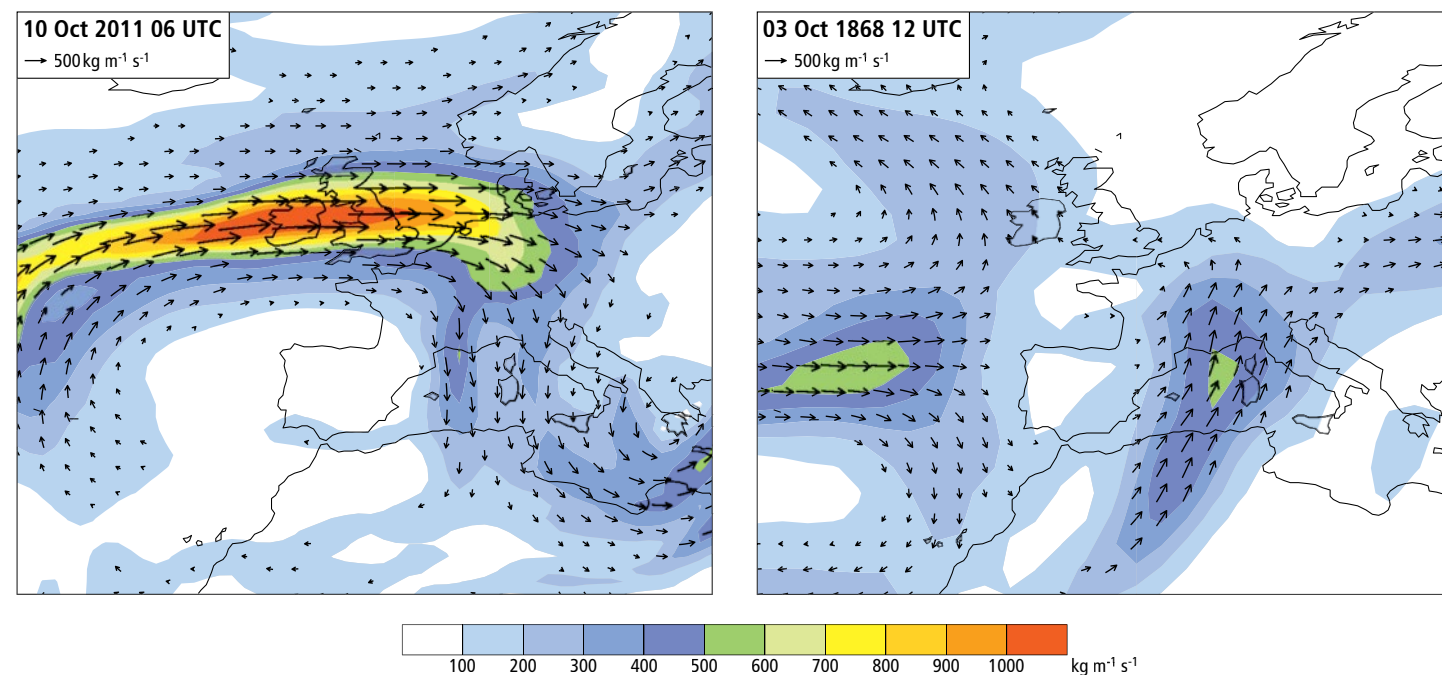 10 Oct 2011 06 UTC
500 kg m⁻¹ s⁻¹
03 Oct 1868 12 UTC
500 kg m⁻¹ s⁻¹
100 200 300 400 500 600 700 800 900 1000 kg m⁻¹ s⁻¹